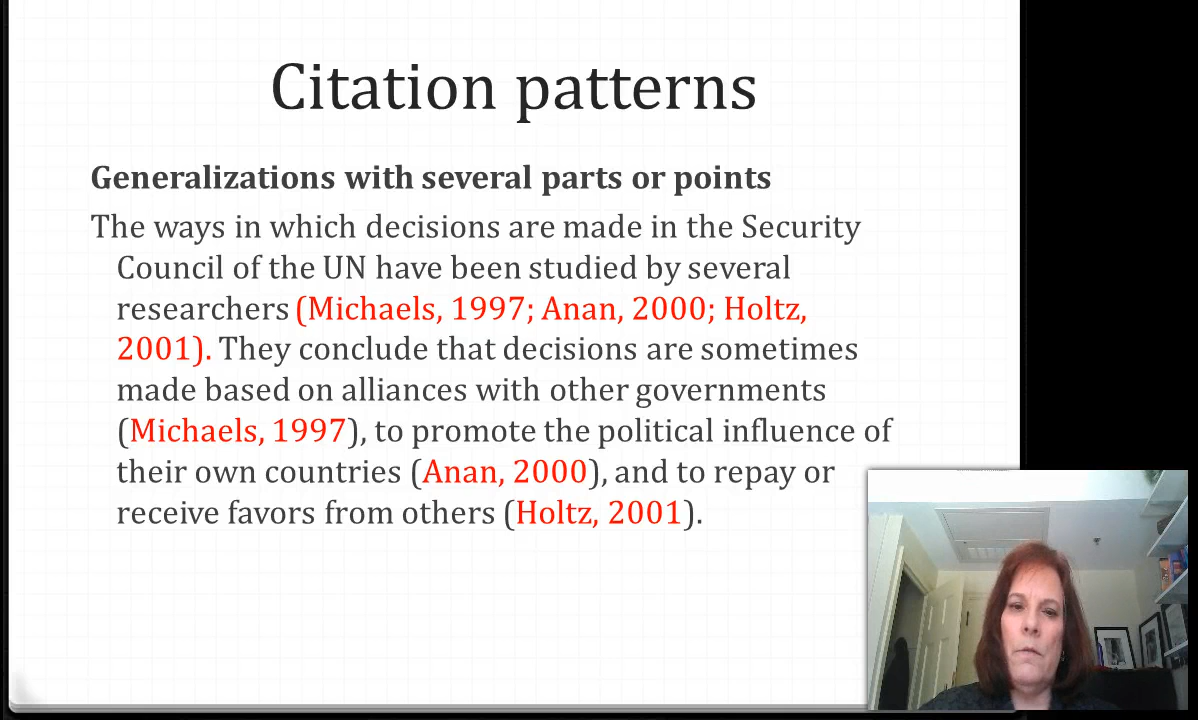 Citation patterns
Generalizations with several parts or points
The ways in which decisions are made in the Security
Council of the UN have been studied by several
researchers (Michaels, 1997; Anan, 2000; Holtz,
2001). They conclude that decisions are sometimes
made based on alliances with other governments
(Michaels, 1997), to promote the political influence of
their own countries (Anan, 2000), and to repay or
receive favors from others (Holtz, 2001).